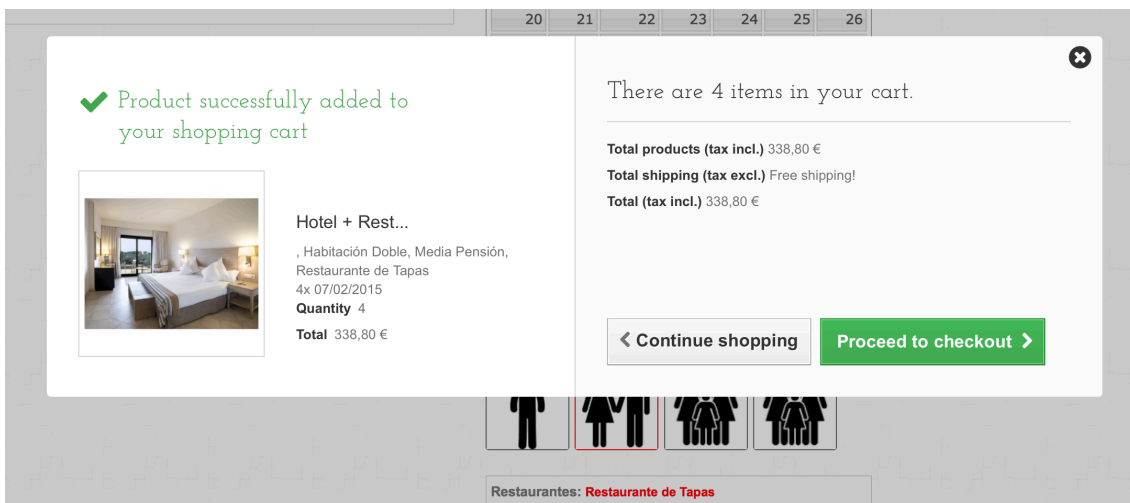 20 21 22 23 24 25 26
Product successfully added to
your shopping cart
Hotel + Rest...
, Habitación Doble, Media Pensión,
Restaurante de Tapas
4x 07/02/2015
Quantity 4
Total 338,80 €
There are 4 items in your cart.
Total products (tax incl.) 338,80 €
Total shipping (tax excl.) Free shipping!
Total (tax incl.) 338,80 €
Continue shopping
Proceed to checkout
Restaurantes: Restaurante de Tapas